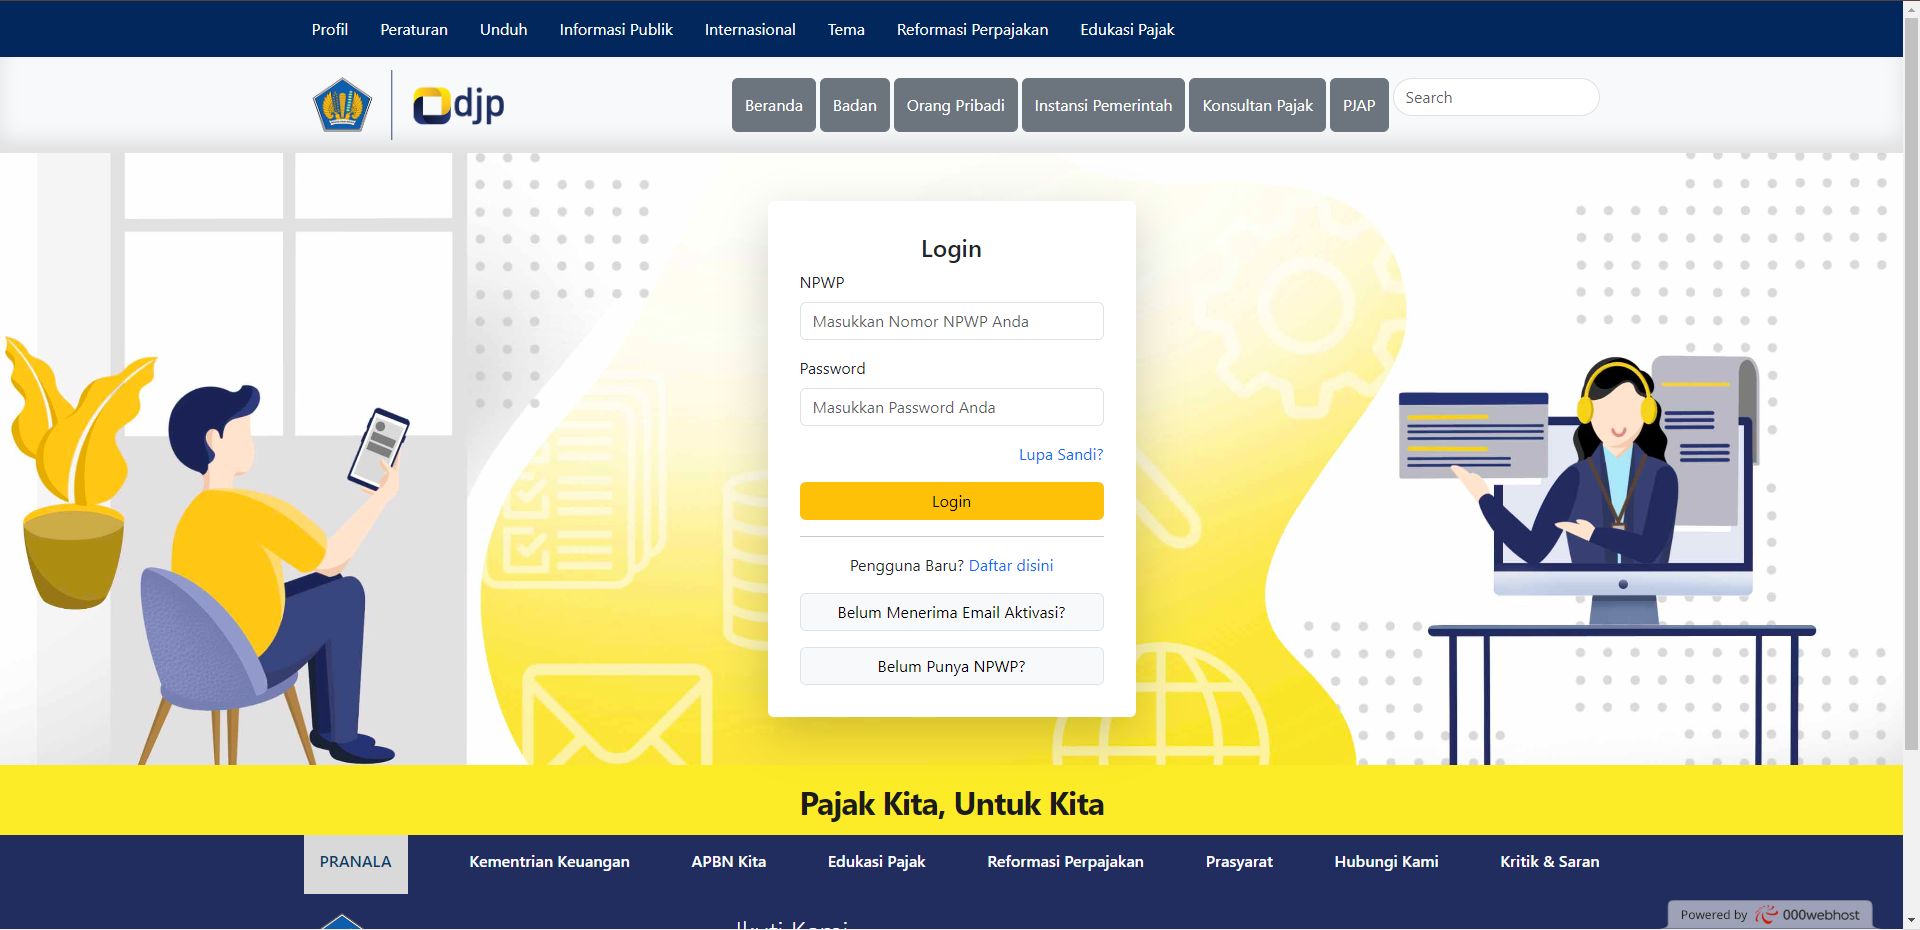 Profil Peraturan Unduh Informasi Publik Internasional Tema Reformasi Perpajakan Edukasi Pajak
djp
Beranda Badan Orang Pribadi Instansi Pemerintah Konsultan Pajak PJAP Search
Login
NPWP
Masukkan Nomor NPWP Anda
Password
Masukkan Password Anda
Lupa Sandi?
Login
Pengguna Baru? Daftar disini
Belum Menerima Email Aktivasi?
Belum Punya NPWP?
Pajak Kita, Untuk Kita
PRANALA Kementrian Keuangan APBN Kita Edukasi Pajak Reformasi Perpajakan Prasyarat Hubungi Kami Kritik & Saran
Ikuti Kami
Powered by 000webhost